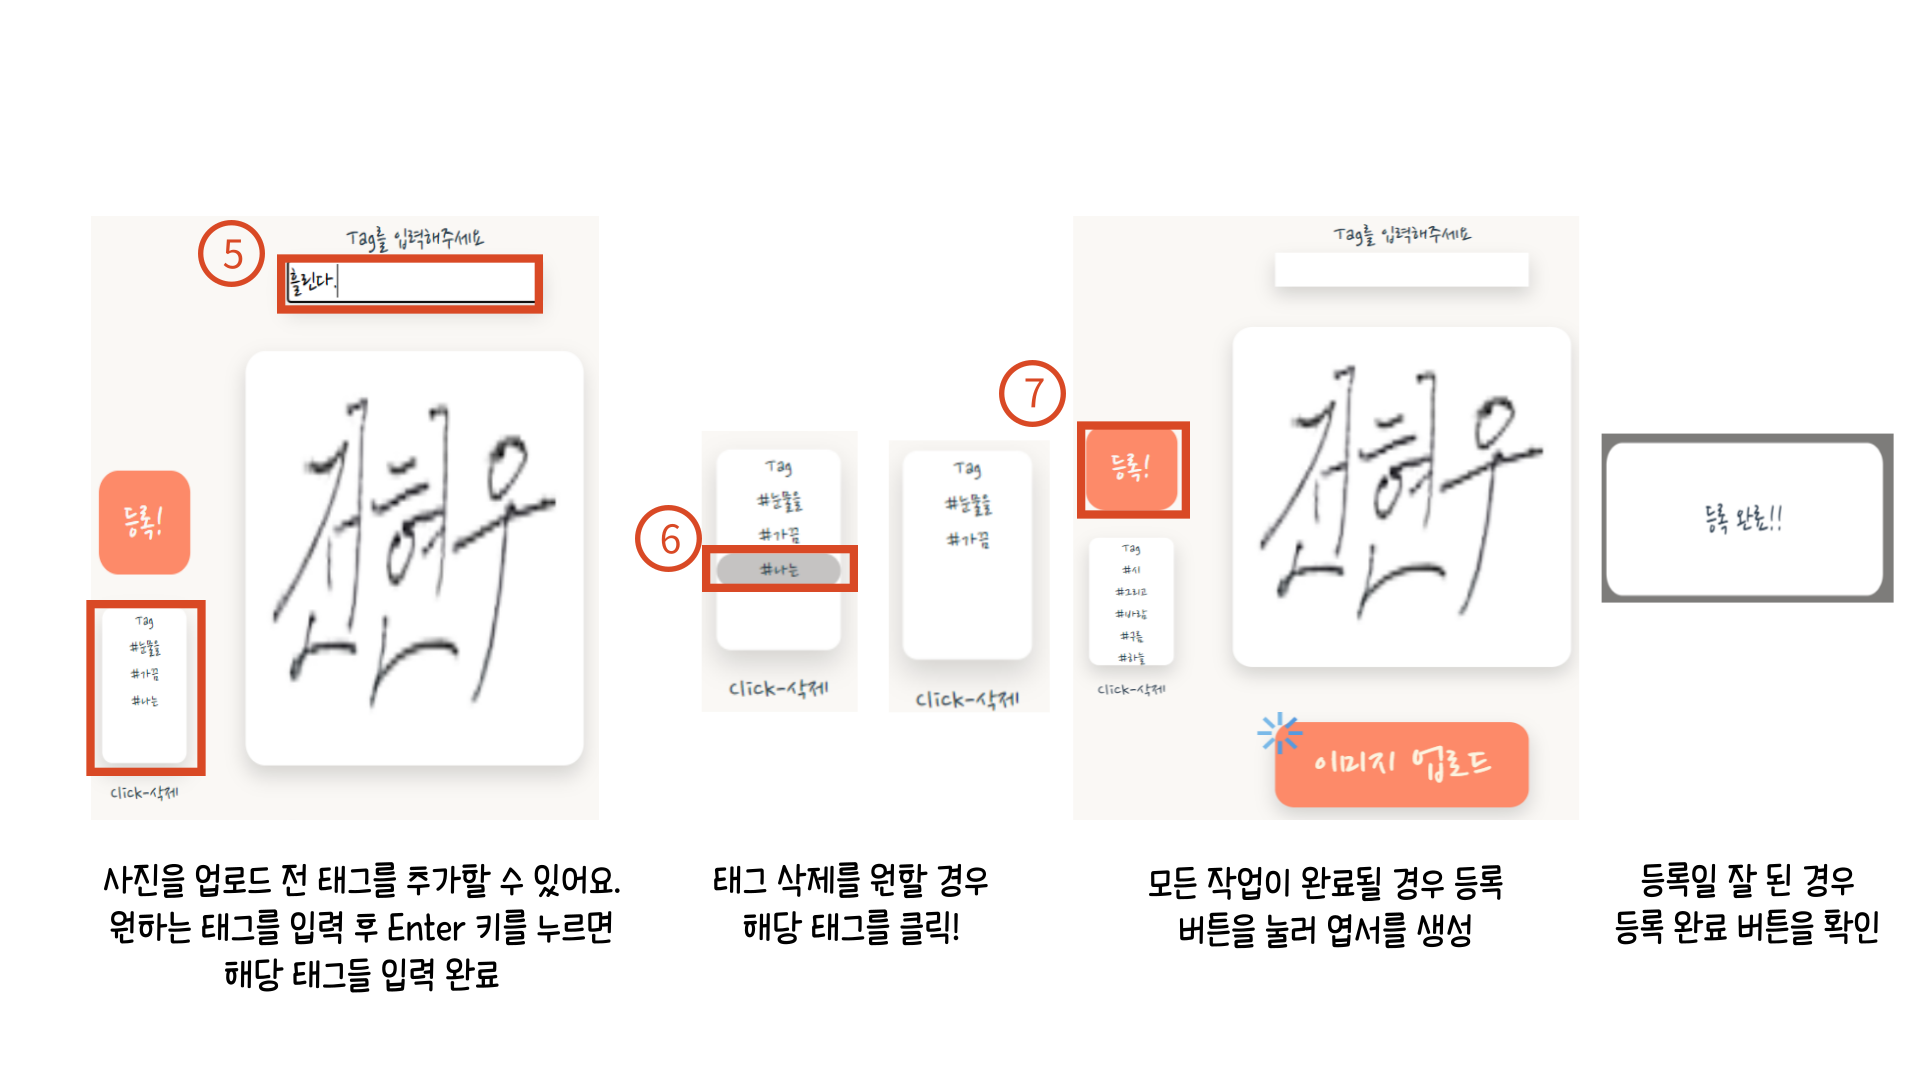 5
Tag를 입력해주세요
흘린다.
전현우
등록!
Tag
#눈물을
#가끔
#나는
Click-삭제
사진을 업로드 전 태그를 추가할 수 있어요.
원하는 태그를 입력 후 Enter 키를 누르면
해당 태그들 입력 완료
6
Tag
#눈물을
#가끔
#나는
Click-삭제
Tag
#눈물을
#가끔
Click-삭제
태그 삭제를 원할 경우
해당 태그를 클릭!
7
Tag를 입력해주세요
전현우
등록!
Tag
#시
#그리고
#바람
#구름
#하늘
Click-삭제
이미지 업로드
모든 작업이 완료될 경우 등록
버튼을 눌러 엽서를 생성
등록 완료!!
등록일 잘 된 경우
등록 완료 버튼을 확인